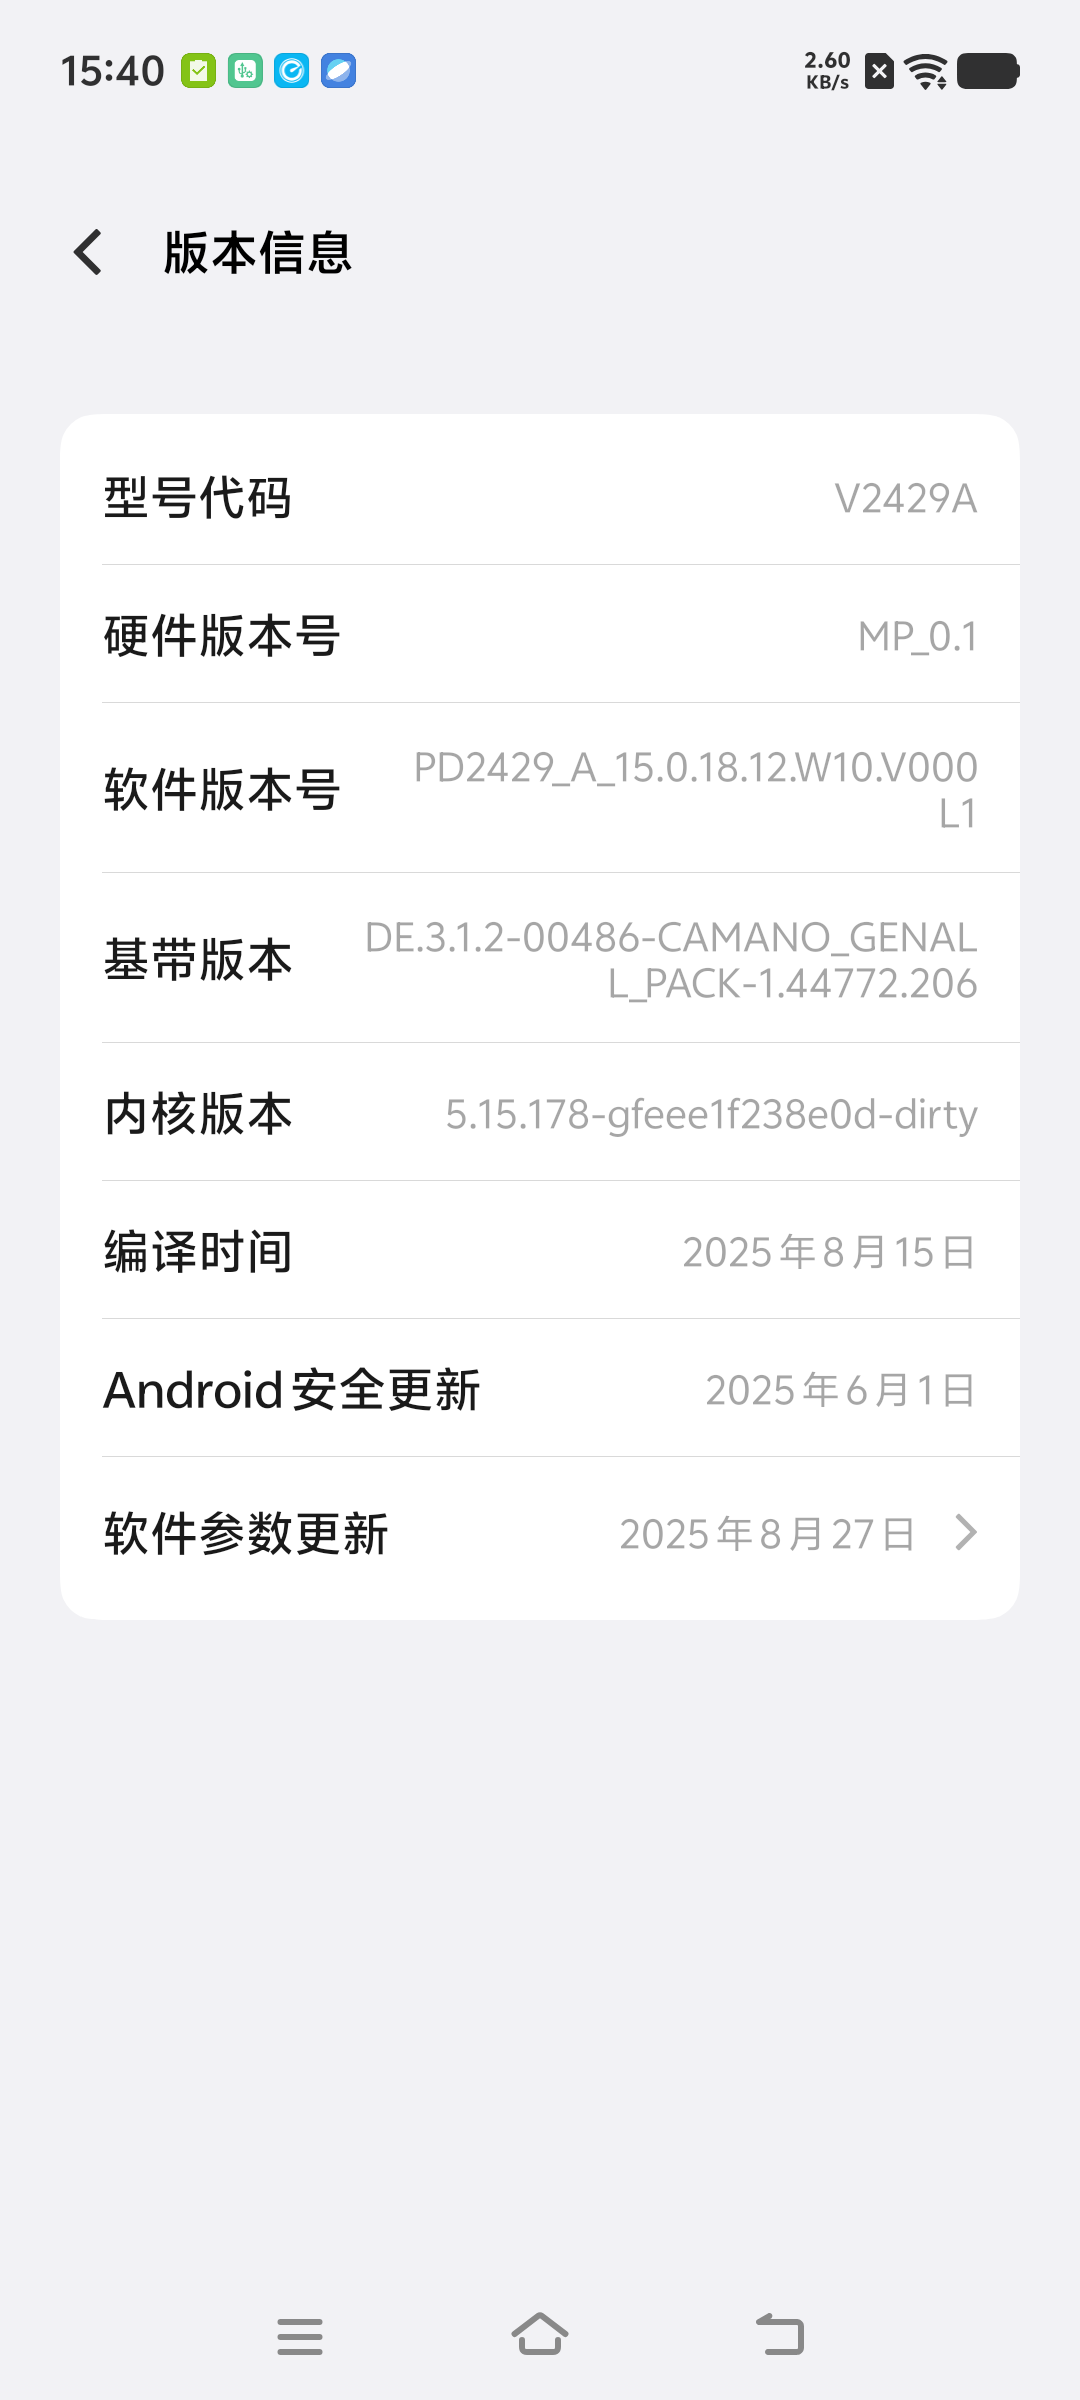 15:40
2.60
KB/s
版本信息
型号代码
V2429A
硬件版本号
MP_0.1
软件版本号
PD2429_A_15.0.18.12.W10.V000
L1
基带版本
DE.3.1.2-00486-CAMANO_GENAL
L_PACK-1.44772.206
内核版本
5.15.178-gfeee1f238e0d-dirty
编译时间
2025年8月15日
Android安全更新
2025年6月1日
软件参数更新
2025年8月27日